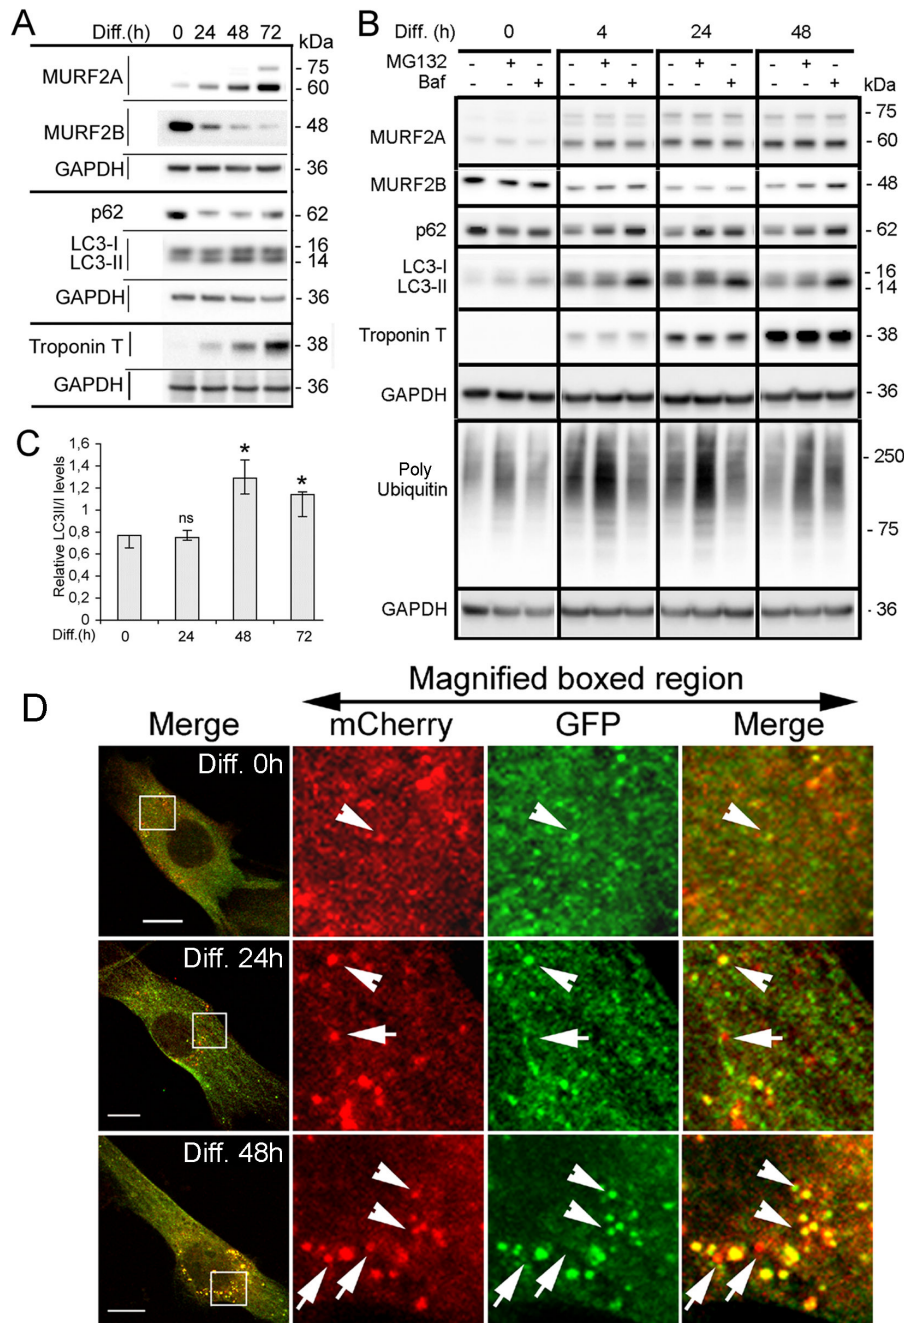 A
Diff.(h) 0 24 48 72
kDa
MURF2A
- 75
- 60
MURF2B
- 48
GAPDH
- 36
p62
- 62
LC3-I
- 16
LC3-II
- 14
GAPDH
- 36
Troponin T
- 38
GAPDH
- 36
B
Diff. (h) 0 4 24 48
MG132 - + - - + - - + - - + -
Baf - - + - - + - - + - - +
kDa
- 75
MURF2A
- 60
MURF2B
- 48
p62
- 62
LC3-I
- 16
LC3-II
- 14
Troponin T
- 38
GAPDH
- 36
- 250
Poly
Ubiquitin
- 75
GAPDH
- 36
C
Relative LC3II/I levels
1,6
1,4
1,2
1
0,8
0,6
0,4
0,2
0
ns
*
*
Diff.(h) 0 24 48 72
D
Magnified boxed region
Merge mCherry GFP Merge
Diff. 0h
Diff. 24h
Diff. 48h